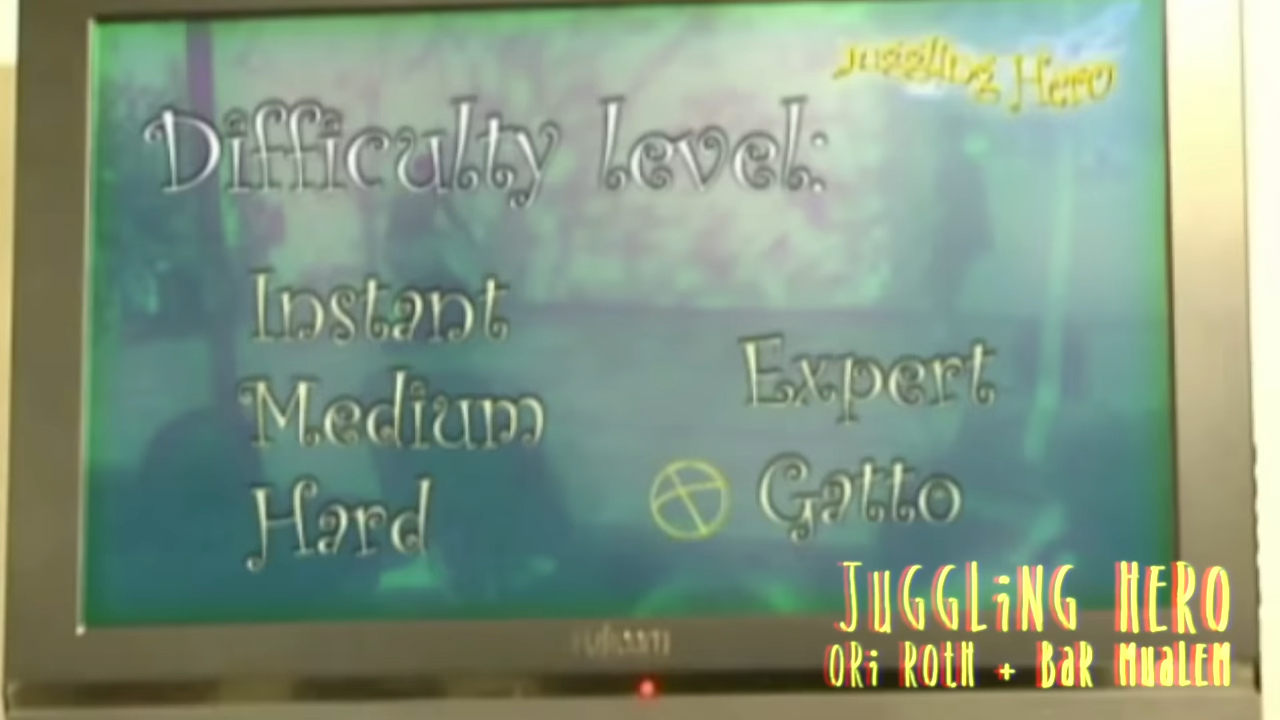 Juggling Hero
Difficulty level:
Instant
Medium
Hard
Expert
Gatto
JUGGLiNG HERO
ORi ROtH + BaR MUaLEM